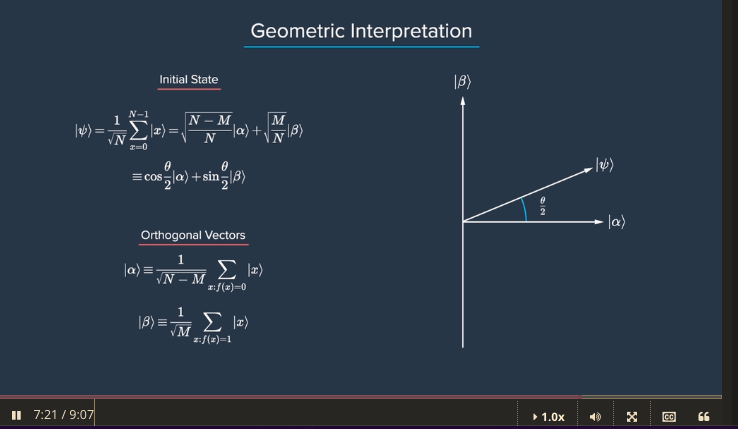 Geometric Interpretation
Initial State
|ψ⟩ = 1/√N ∑_{x=0}^{N−1} |x⟩ = √((N − M)/N) |α⟩ + √(M/N) |β⟩
≡ cos θ/2 |α⟩ + sin θ/2 |β⟩
Orthogonal Vectors
|α⟩ ≡ 1/√(N − M) ∑_{x:f(x)=0} |x⟩
|β⟩ ≡ 1/√M ∑_{x:f(x)=1} |x⟩
|β⟩
|ψ⟩
θ/2
|α⟩
7:21 / 9:07
1.0x
CC